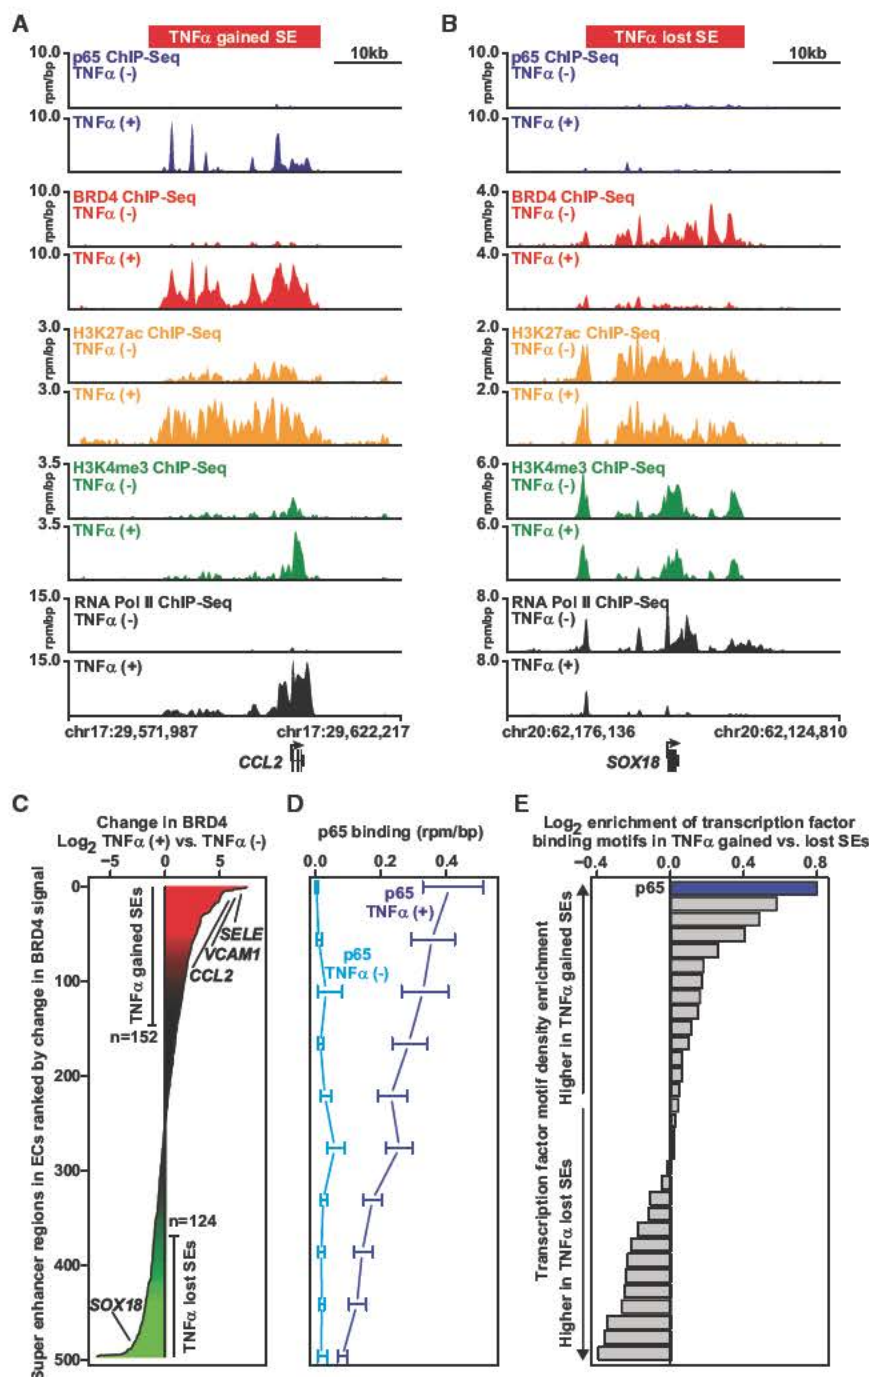 A
TNFα gained SE
10kb
10.0
rpm/bp
p65 ChIP-Seq
TNFα (-)
10.0
TNFα (+)
10.0
rpm/bp
BRD4 ChIP-Seq
TNFα (-)
10.0
TNFα (+)
3.0
rpm/bp
H3K27ac ChIP-Seq
TNFα (-)
3.0
TNFα (+)
3.5
rpm/bp
H3K4me3 ChIP-Seq
TNFα (-)
3.5
TNFα (+)
15.0
rpm/bp
RNA Pol II ChIP-Seq
TNFα (-)
15.0
TNFα (+)
chr17:29,571,987
chr17:29,622,217
CCL2
B
TNFα lost SE
10kb
10.0
rpm/bp
p65 ChIP-Seq
TNFα (-)
10.0
TNFα (+)
4.0
rpm/bp
BRD4 ChIP-Seq
TNFα (-)
4.0
TNFα (+)
2.0
rpm/bp
H3K27ac ChIP-Seq
TNFα (-)
2.0
TNFα (+)
6.0
rpm/bp
H3K4me3 ChIP-Seq
TNFα (-)
6.0
TNFα (+)
8.0
rpm/bp
RNA Pol II ChIP-Seq
TNFα (-)
8.0
TNFα (+)
chr20:62,176,136
chr20:62,124,810
SOX18
C
Change in BRD4
Log2 TNFα (+) vs. TNFα (-)
-5 0 5
Super enhancer regions in ECs ranked by change in BRD4 signal
0
100
200
300
400
500
TNFα gained SEs
n=152
SELE
VCAM1
CCL2
n=124
TNFα lost SEs
SOX18
D
p65 binding (rpm/bp)
0.0 0.2 0.4
p65
TNFα (+)
p65
TNFα (-)
E
Log2 enrichment of transcription factor
binding motifs in TNFα gained vs. lost SEs
-0.4 0.0 0.4 0.8
p65
Transcription factor motif density enrichment
Higher in TNFα gained SEs
Higher in TNFα lost SEs